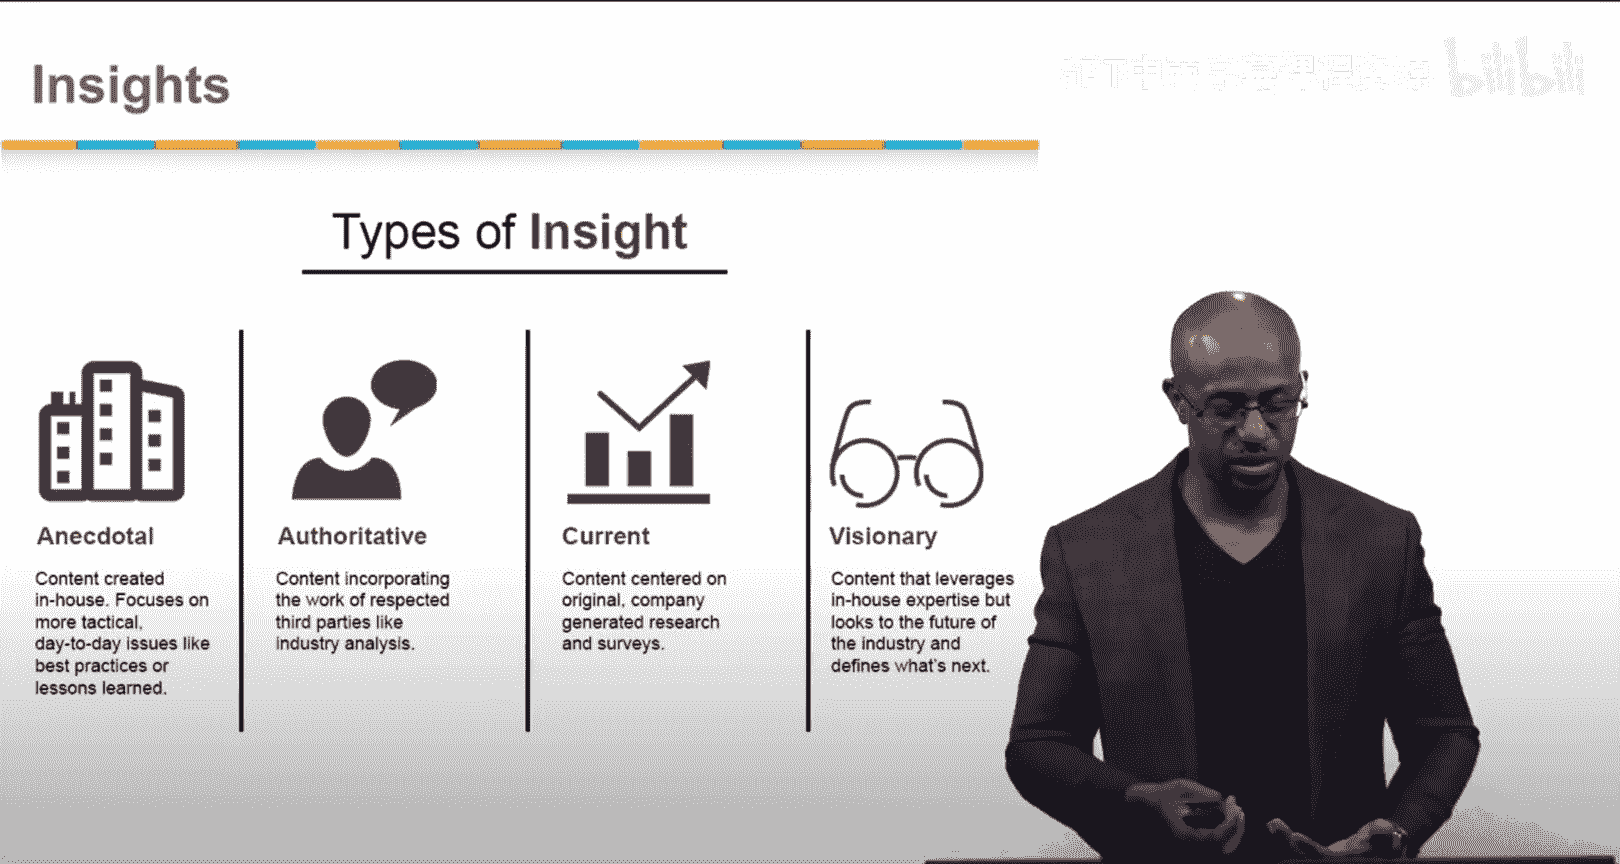 Insights
bilibili
Types of Insight
Anecdotal
Content created
in-house. Focuses on
more tactical,
day-to-day issues like
best practices or
lessons learned.
Authoritative
Content incorporating
the work of respected
third parties like
industry analysis.
Current
Content centered on
original, company
generated research
and surveys.
Visionary
Content that leverages
in-house expertise but
looks to the future of
the industry and
defines what's next.